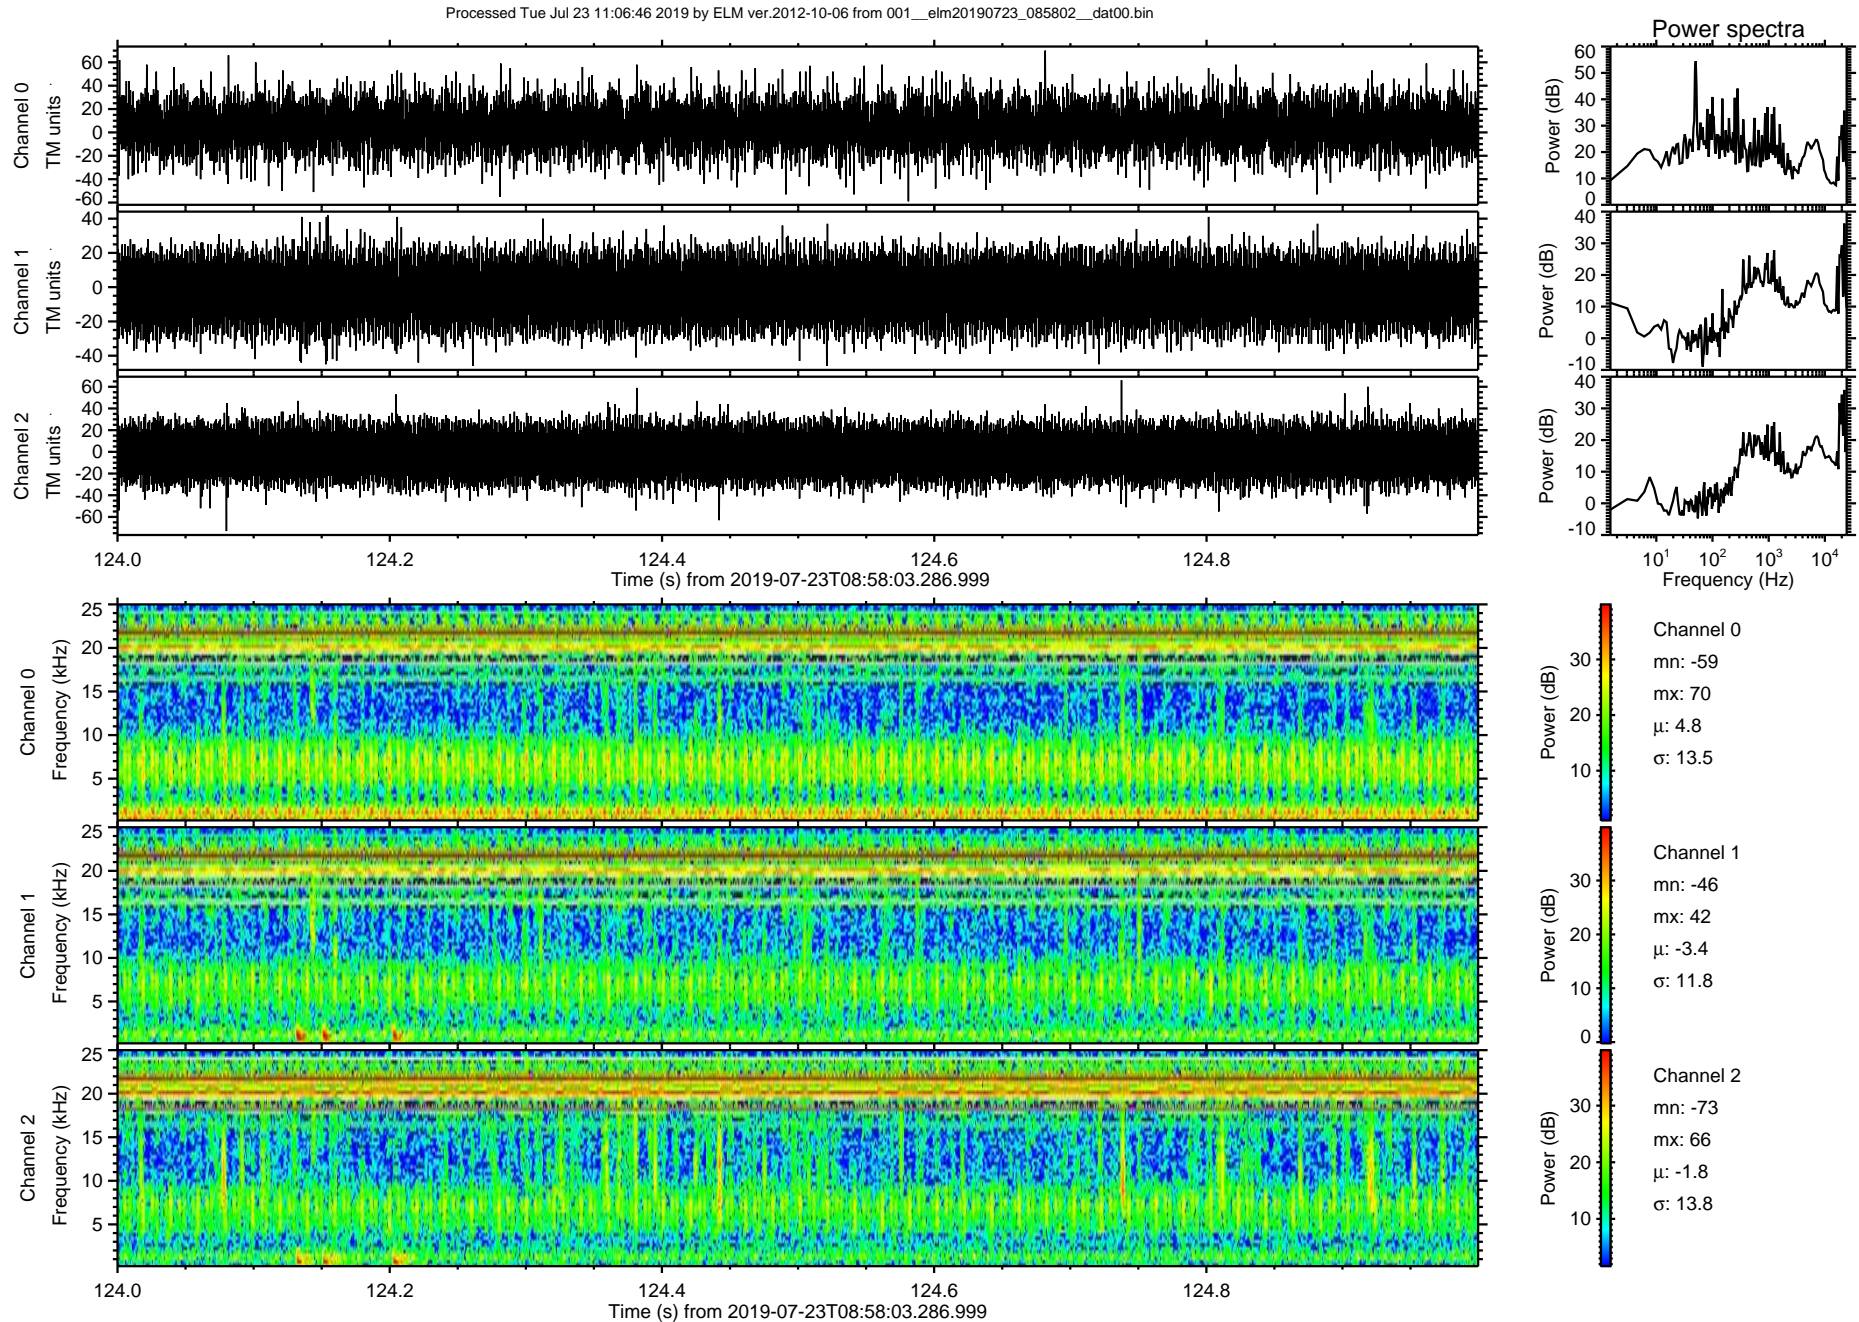 Processed Tue Jul 23 11:06:46 2019 by ELM ver.2012-10-06 from 001__elm20190723_085802__dat00.bin
Power spectra
Channel 0
TM units
60
40
20
0
-20
-40
-60
Power (dB)
60
50
40
30
20
10
0
Channel 1
TM units
40
20
0
-20
-40
Power (dB)
40
30
20
10
0
-10
Channel 2
TM units
60
40
20
0
-20
-40
-60
Power (dB)
40
30
20
10
0
-10
124.0 124.2 124.4 124.6 124.8
Time (s) from 2019-07-23T08:58:03.286.999
10¹ 10² 10³ 10⁴
Frequency (Hz)
Channel 0
Frequency (kHz)
25
20
15
10
5
Power (dB)
30
20
10
Channel 0
mn: -59
mx: 70
μ: 4.8
σ: 13.5
Channel 1
Frequency (kHz)
25
20
15
10
5
Power (dB)
30
20
10
0
Channel 1
mn: -46
mx: 42
μ: -3.4
σ: 11.8
Channel 2
Frequency (kHz)
25
20
15
10
5
Power (dB)
30
20
10
Channel 2
mn: -73
mx: 66
μ: -1.8
σ: 13.8
124.0 124.2 124.4 124.6 124.8
Time (s) from 2019-07-23T08:58:03.286.999